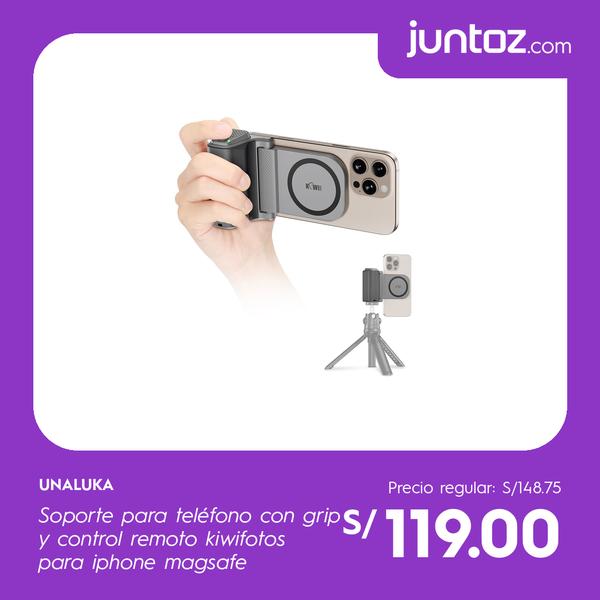 juntoz.com
KIWI
UNALUKA
Soporte para teléfono con grip
y control remoto kiwifotos
para iphone magsafe
Precio regular: S/148.75
S/119.00